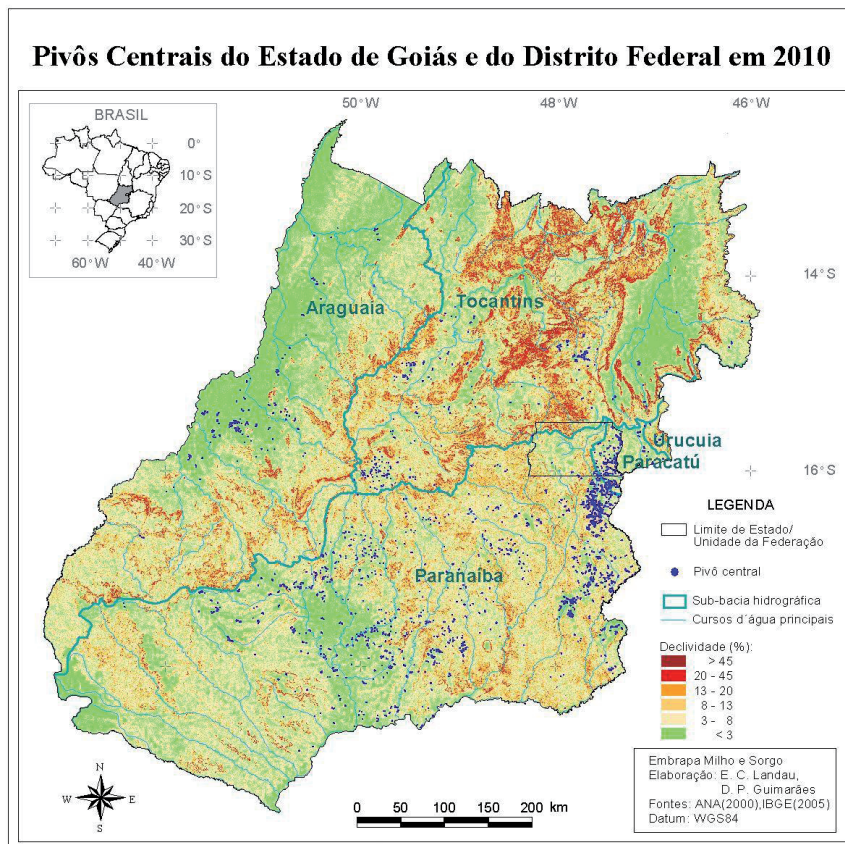 Pivôs Centrais do Estado de Goiás e do Distrito Federal em 2010
50°W
48°W
46°W
BRASIL
0°
10°S
20°S
30°S
60°W
40°W
14°S
16°S
Araguaia
Tocantins
Urucuia
Paracatú
Paranaíba
LEGENDA
Limite de Estado/
Unidade da Federação
Pivô central
Sub-bacia hidrográfica
Cursos d´água principais
Declividade (%):
> 45
20 - 45
13 - 20
8 - 13
3 - 8
< 3
N
W
E
S
0 50 100 150 200 km
Embrapa Milho e Sorgo
Elaboração: E. C. Landau,
D. P. Guimarães
Fontes: ANA(2000),IBGE(2005)
Datum: WGS84